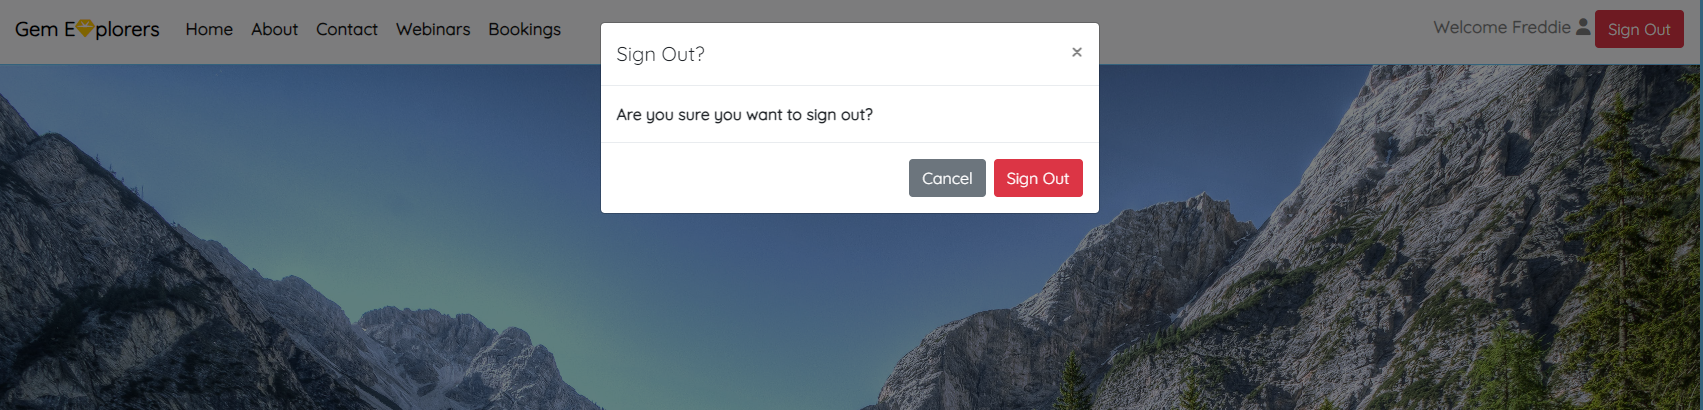 Gem E plorers Home About Contact Webinars Bookings
Welcome Freddie Sign Out
Sign Out? ×
Are you sure you want to sign out?
Cancel Sign Out